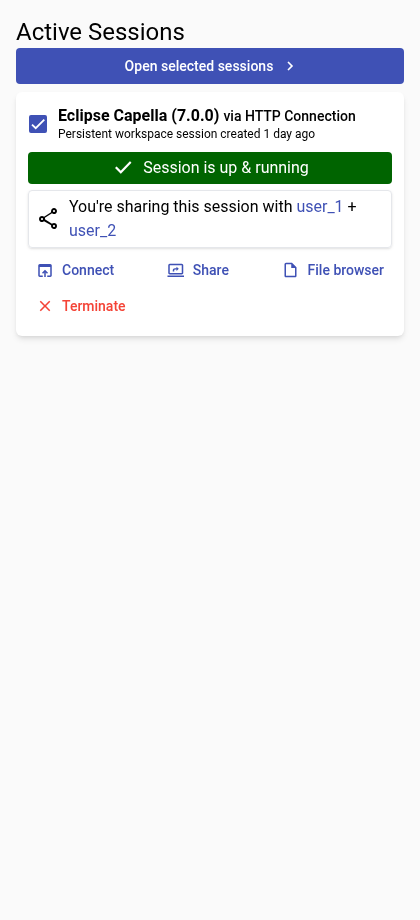 Active Sessions
Open selected sessions
Eclipse Capella (7.0.0) via HTTP Connection
Persistent workspace session created 1 day ago
Session is up & running
You're sharing this session with user_1 +
user_2
Connect Share File browser
Terminate